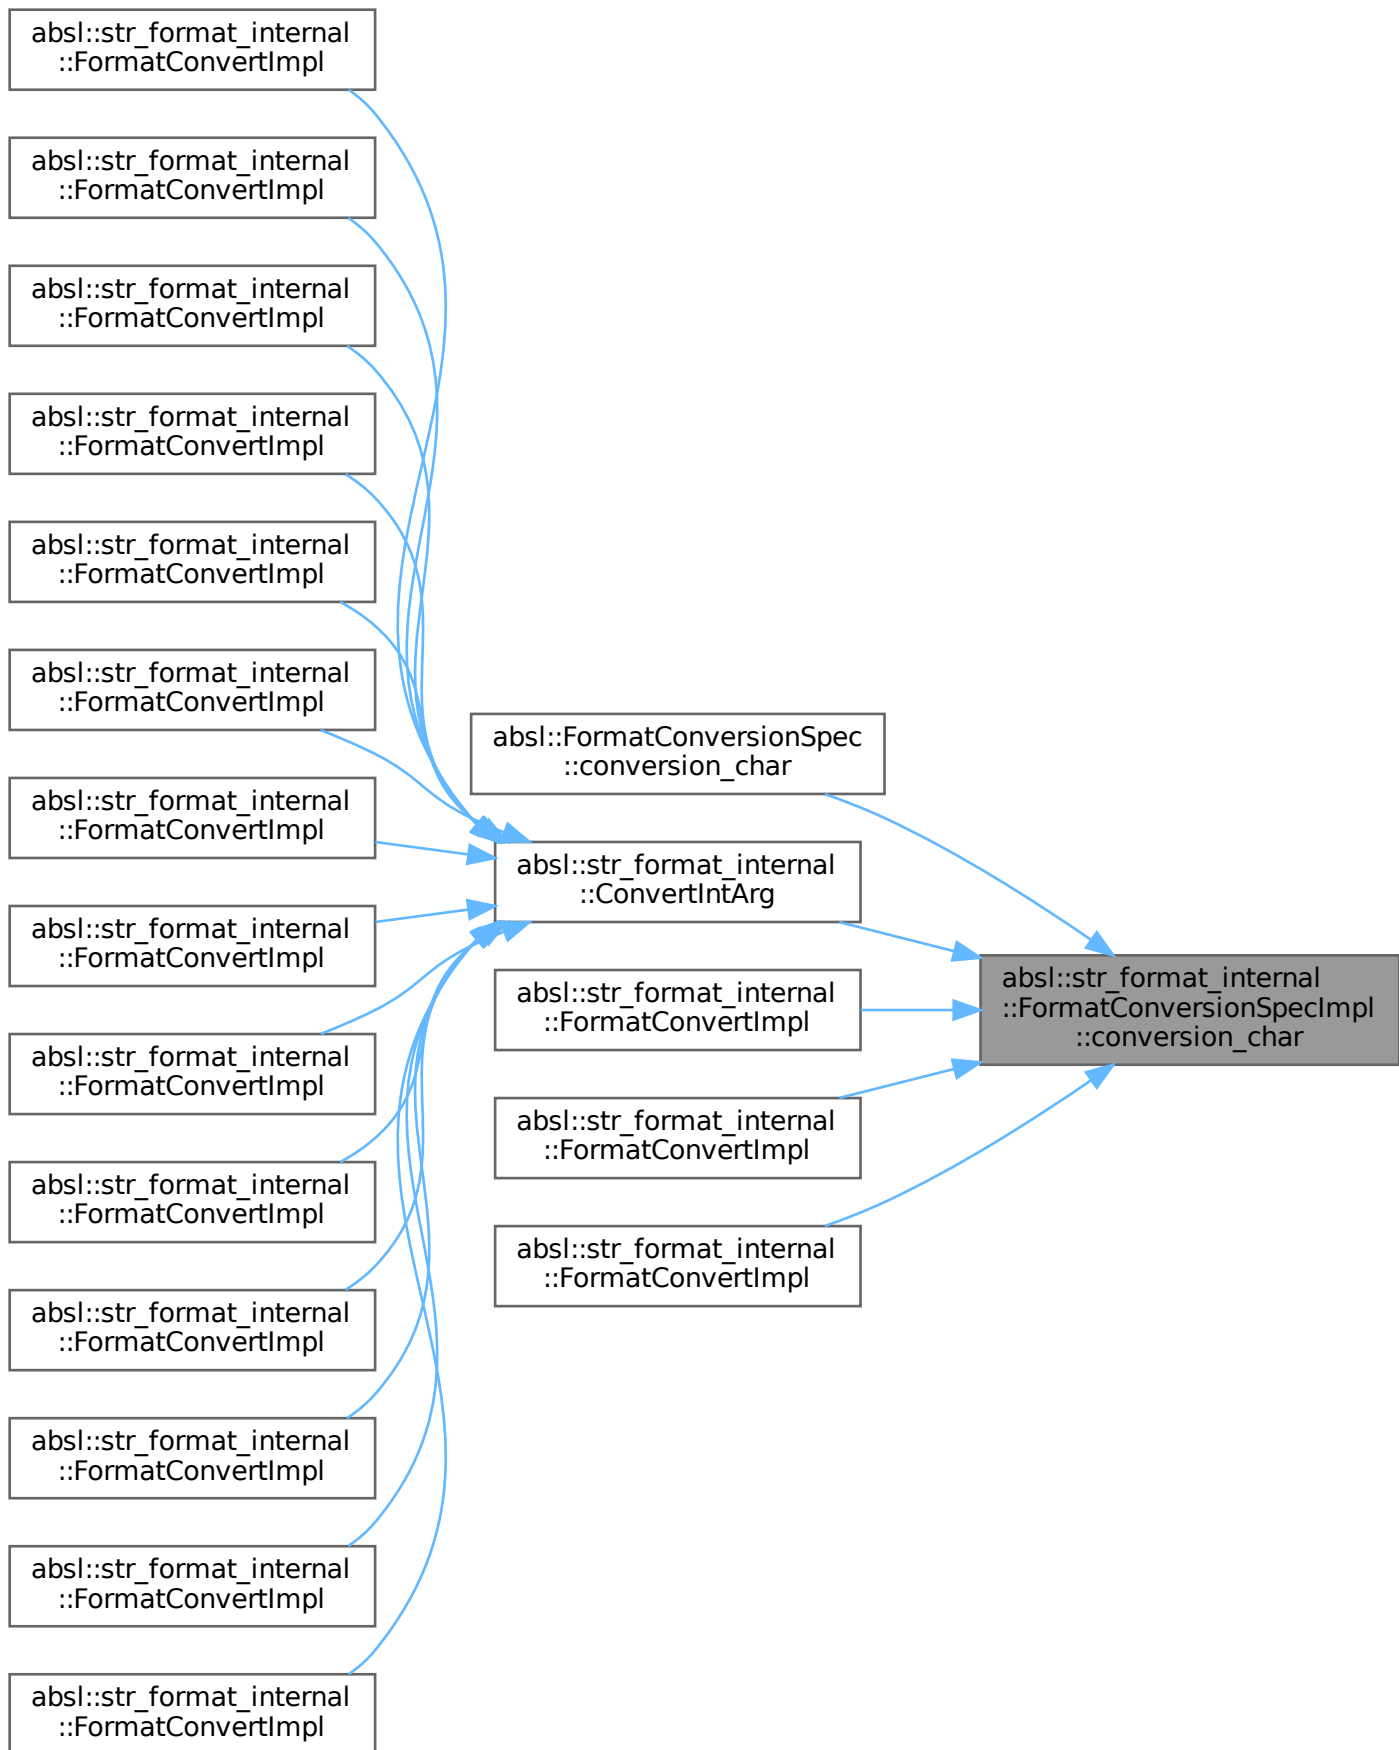 absl::str_format_internal
::FormatConvertImpl
absl::str_format_internal
::FormatConvertImpl
absl::str_format_internal
::FormatConvertImpl
absl::str_format_internal
::FormatConvertImpl
absl::str_format_internal
::FormatConvertImpl
absl::str_format_internal
::FormatConvertImpl
absl::str_format_internal
::FormatConvertImpl
absl::str_format_internal
::FormatConvertImpl
absl::str_format_internal
::FormatConvertImpl
absl::str_format_internal
::FormatConvertImpl
absl::str_format_internal
::FormatConvertImpl
absl::str_format_internal
::FormatConvertImpl
absl::str_format_internal
::FormatConvertImpl
absl::str_format_internal
::FormatConvertImpl
absl::FormatConversionSpec
::conversion_char
absl::str_format_internal
::ConvertIntArg
absl::str_format_internal
::FormatConvertImpl
absl::str_format_internal
::FormatConvertImpl
absl::str_format_internal
::FormatConvertImpl
absl::str_format_internal
::FormatConversionSpecImpl
::conversion_char